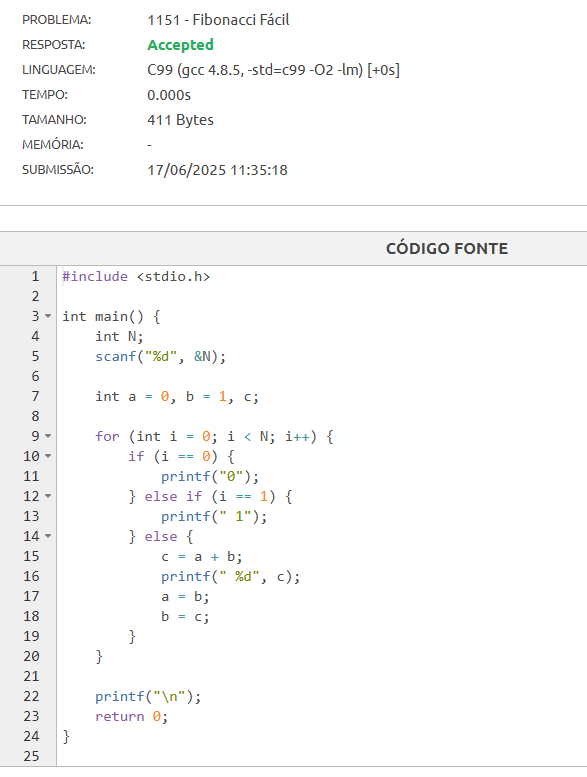 PROBLEMA: 1151 - Fibonacci Fácil
RESPOSTA: Accepted
LINGUAGEM: C99 (gcc 4.8.5, -std=c99 -O2 -lm) [+0s]
TEMPO: 0.000s
TAMANHO: 411 Bytes
MEMÓRIA: -
SUBMISSÃO: 17/06/2025 11:35:18
CÓDIGO FONTE
1 #include <stdio.h>
2
3 int main() {
4     int N;
5     scanf("%d", &N);
6
7     int a = 0, b = 1, c;
8
9     for (int i = 0; i < N; i++) {
10         if (i == 0) {
11             printf("0");
12         } else if (i == 1) {
13             printf(" 1");
14         } else {
15             c = a + b;
16             printf(" %d", c);
17             a = b;
18             b = c;
19         }
20     }
21
22     printf("\n");
23     return 0;
24 }
25